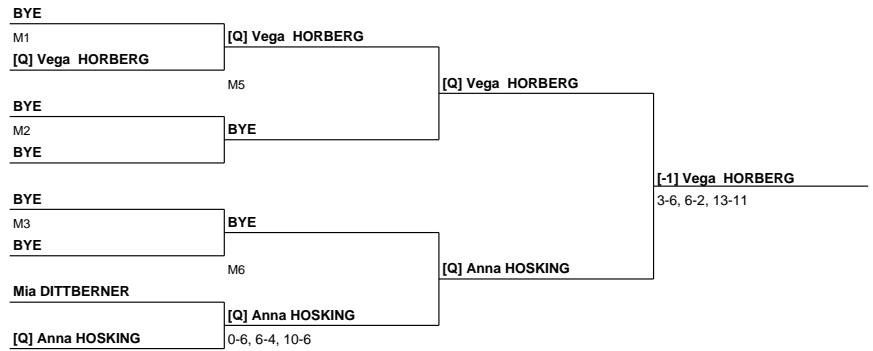 BYE
M1
[Q] Vega HORBERG
[Q] Vega HORBERG
M5
[Q] Vega HORBERG
BYE
M2
BYE
BYE
[-1] Vega HORBERG
3-6, 6-2, 13-11
BYE
M3
BYE
BYE
M6
[Q] Anna HOSKING
Mia DITTBERNER
[Q] Anna HOSKING
[Q] Anna HOSKING
0-6, 6-4, 10-6